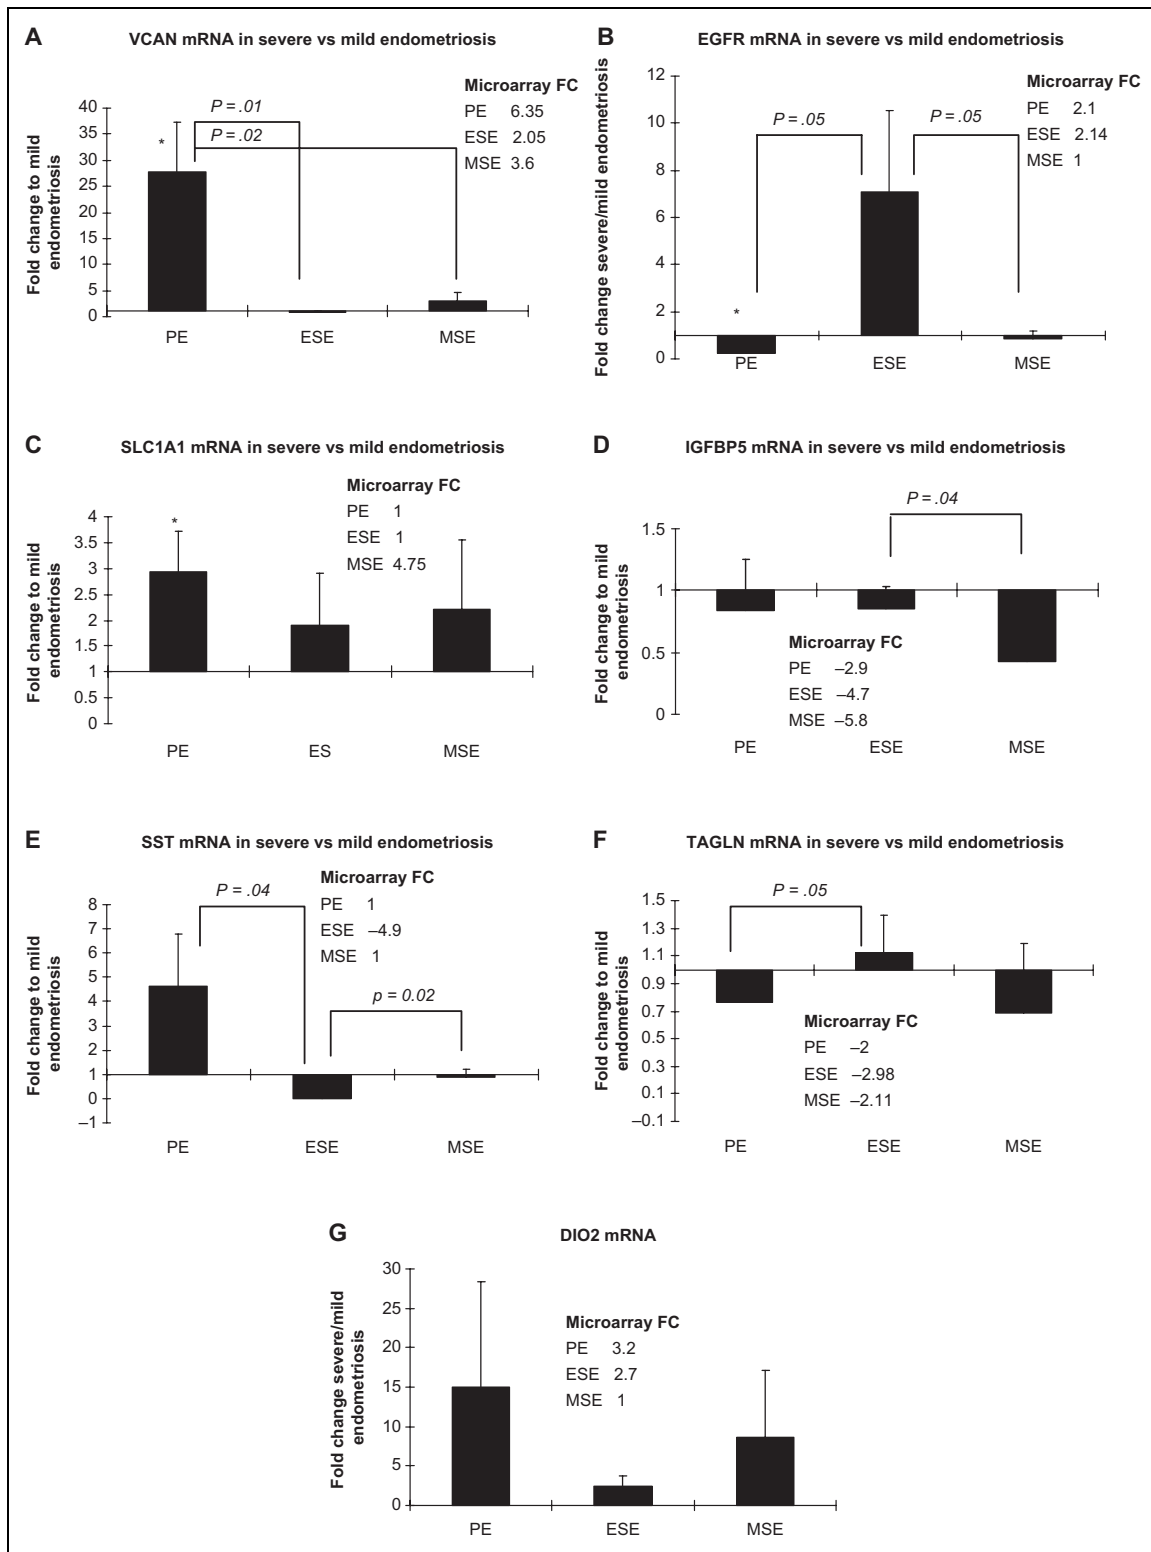 A
VCAN mRNA in severe vs mild endometriosis
Fold change to mild
endometriosis
40
35
30
25
20
15
10
5
0
*
P = .01
P = .02
Microarray FC
PE 6.35
ESE 2.05
MSE 3.6
PE ESE MSE
B
EGFR mRNA in severe vs mild endometriosis
Fold change severe/mild endometriosis
12
10
8
6
4
2
0
*
P = .05
P = .05
Microarray FC
PE 2.1
ESE 2.14
MSE 1
PE ESE MSE
C
SLC1A1 mRNA in severe vs mild endometriosis
Fold change to mild
endometriosis
4
3.5
3
2.5
2
1.5
1
0.5
0
*
Microarray FC
PE 1
ESE 1
MSE 4.75
PE ES MSE
D
IGFBP5 mRNA in severe vs mild endometriosis
Fold change to mild
endometriosis
1.5
1
0.5
0
P = .04
Microarray FC
PE –2.9
ESE –4.7
MSE –5.8
PE ESE MSE
E
SST mRNA in severe vs mild endometriosis
Fold change to mild
endometriosis
8
7
6
5
4
3
2
1
0
–1
P = .04
p = 0.02
Microarray FC
PE 1
ESE –4.9
MSE 1
PE ESE MSE
F
TAGLN mRNA in severe vs mild endometriosis
Fold change to mild
endometriosis
1.5
1.3
1.1
0.9
0.7
0.5
0.3
0.1
–0.1
P = .05
Microarray FC
PE –2
ESE –2.98
MSE –2.11
PE ESE MSE
G
DIO2 mRNA
Fold change severe/mild
endometriosis
30
25
20
15
10
5
0
Microarray FC
PE 3.2
ESE 2.7
MSE 1
PE ESE MSE